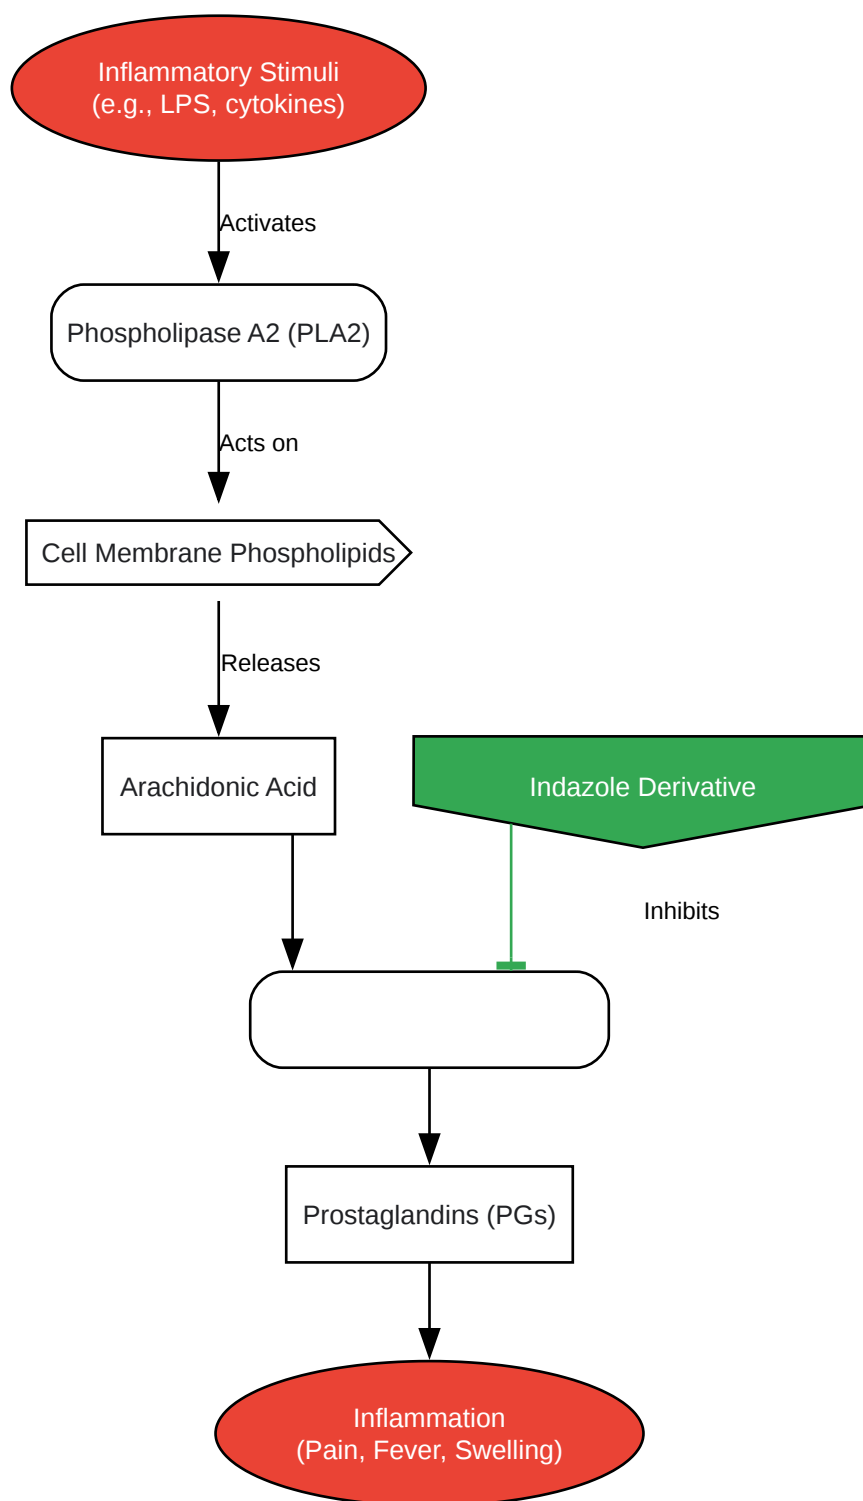 Inflammatory Stimuli
(e.g., LPS, cytokines)
Activates
Phospholipase A2 (PLA2)
Acts on
Cell Membrane Phospholipids
Releases
Arachidonic Acid
Indazole Derivative
Inhibits
Prostaglandins (PGs)
Inflammation
(Pain, Fever, Swelling)